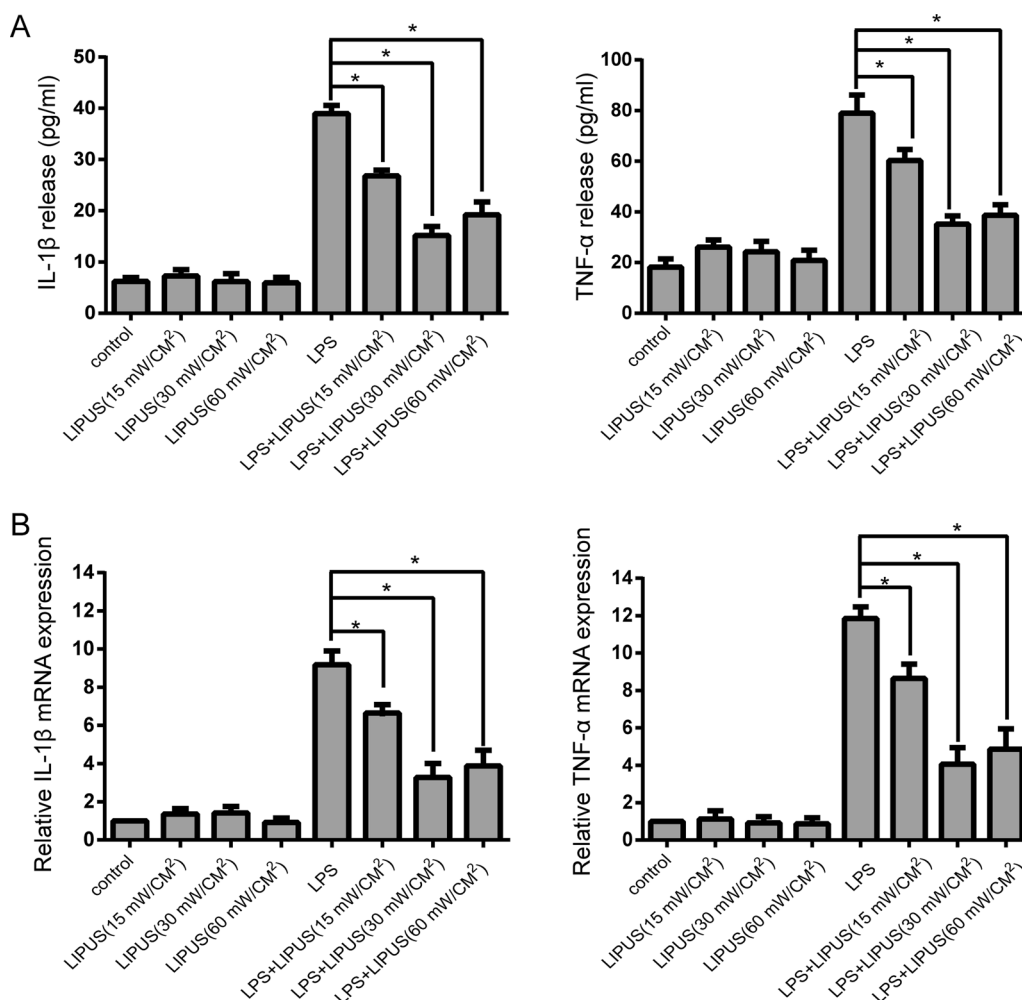 A
IL-1β release (pg/ml)
50
40
30
20
10
0
*
*
*
control
LIPUS(15 mW/CM²)
LIPUS(30 mW/CM²)
LIPUS(60 mW/CM²)
LPS
LPS+LIPUS(15 mW/CM²)
LPS+LIPUS(30 mW/CM²)
LPS+LIPUS(60 mW/CM²)
TNF-α release (pg/ml)
100
80
60
40
20
0
*
*
*
control
LIPUS(15 mW/CM²)
LIPUS(30 mW/CM²)
LIPUS(60 mW/CM²)
LPS
LPS+LIPUS(15 mW/CM²)
LPS+LIPUS(30 mW/CM²)
LPS+LIPUS(60 mW/CM²)
B
Relative IL-1β mRNA expression
14
12
10
8
6
4
2
0
*
*
*
control
LIPUS(15 mW/CM²)
LIPUS(30 mW/CM²)
LIPUS(60 mW/CM²)
LPS
LPS+LIPUS(15 mW/CM²)
LPS+LIPUS(30 mW/CM²)
LPS+LIPUS(60 mW/CM²)
Relative TNF-α mRNA expression
14
12
10
8
6
4
2
0
*
*
*
control
LIPUS(15 mW/CM²)
LIPUS(30 mW/CM²)
LIPUS(60 mW/CM²)
LPS
LPS+LIPUS(15 mW/CM²)
LPS+LIPUS(30 mW/CM²)
LPS+LIPUS(60 mW/CM²)